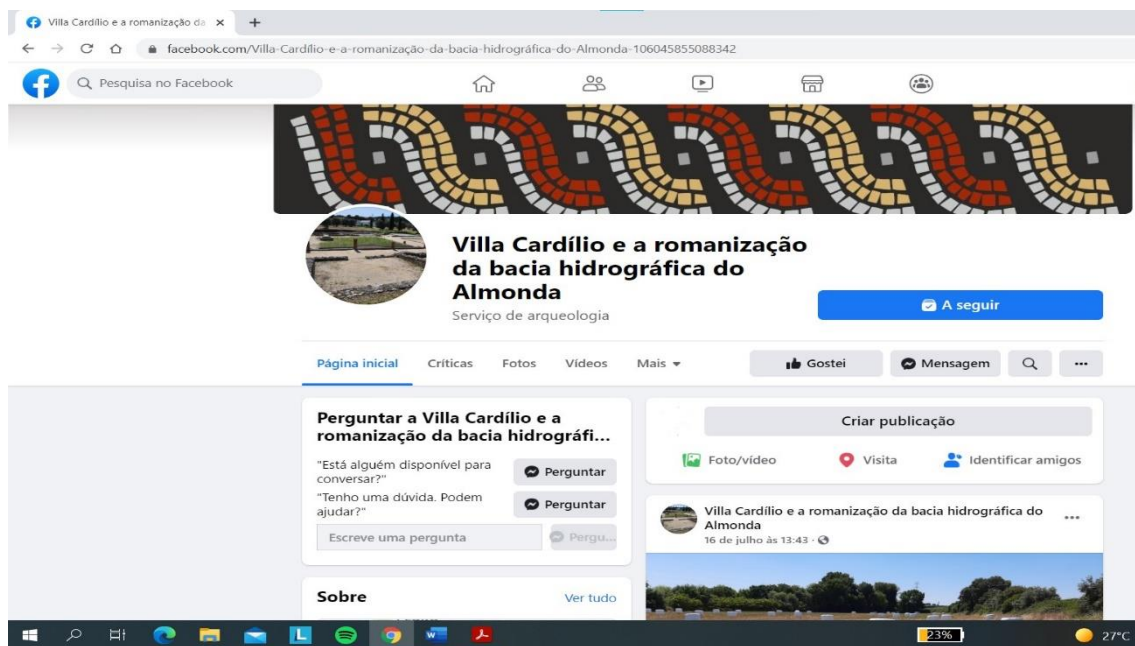 Villa Cardílio e a romanização da
facebook.com/Villa-Cardílio-e-a-romanização-da-bacia-hidrográfica-do-Almonda-106045855088342
Pesquisa no Facebook
Villa Cardílio e a romanização
da bacia hidrográfica do
Almonda
Serviço de arqueologia
A seguir
Página inicial Críticas Fotos Vídeos Mais
Gostei Mensagem
Perguntar a Villa Cardílio e a
romanização da bacia hidrográfi...
"Está alguém disponível para
conversar?"
Perguntar
"Tenho uma dúvida. Podem
ajudar?"
Perguntar
Escreve uma pergunta
Pergu...
Sobre
Ver tudo
Criar publicação
Foto/vídeo Visita Identificar amigos
Villa Cardílio e a romanização da bacia hidrográfica do
Almonda
16 de julho às 13:43 ·
23%
27°C